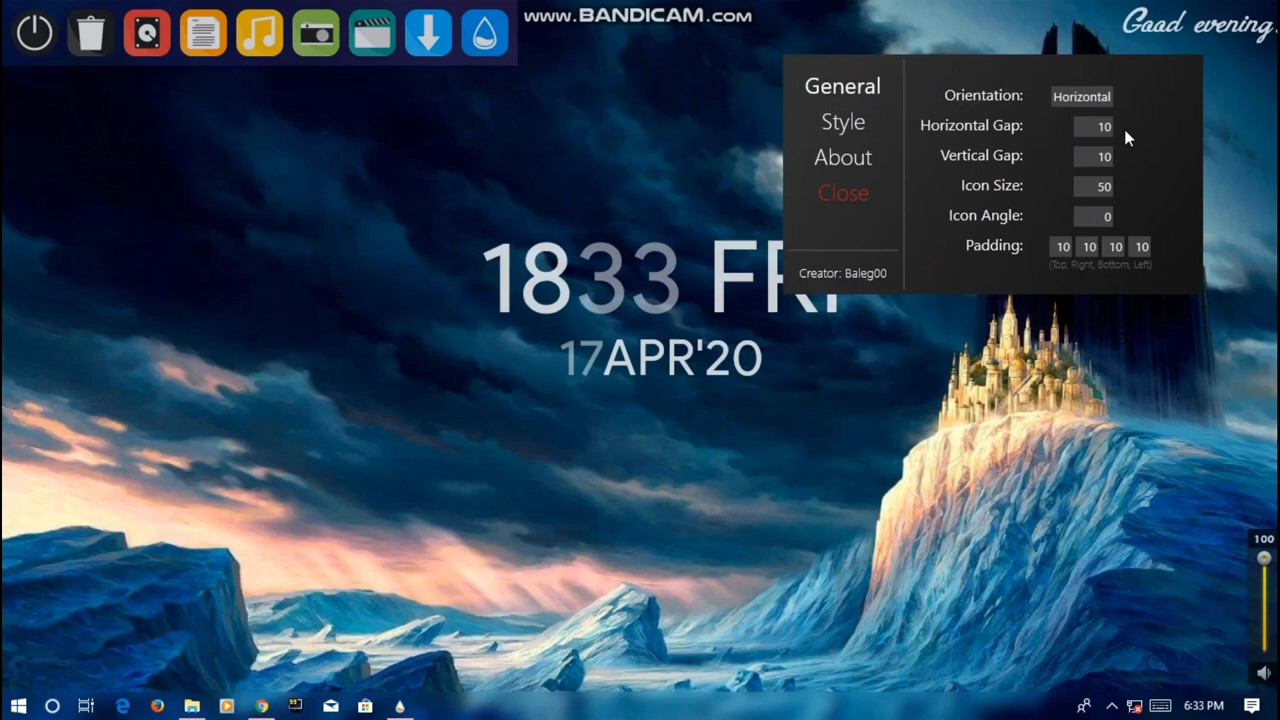 www.BANDICAM.com
Good evening.
General
Style
About
Close
Creator: Baleg00
Orientation: Horizontal
Horizontal Gap: 10
Vertical Gap: 10
Icon Size: 50
Icon Angle: 0
Padding: 10 10 10 10
(Top, Right, Bottom, Left)
1833 FRI
17APR'20
100
6:33 PM